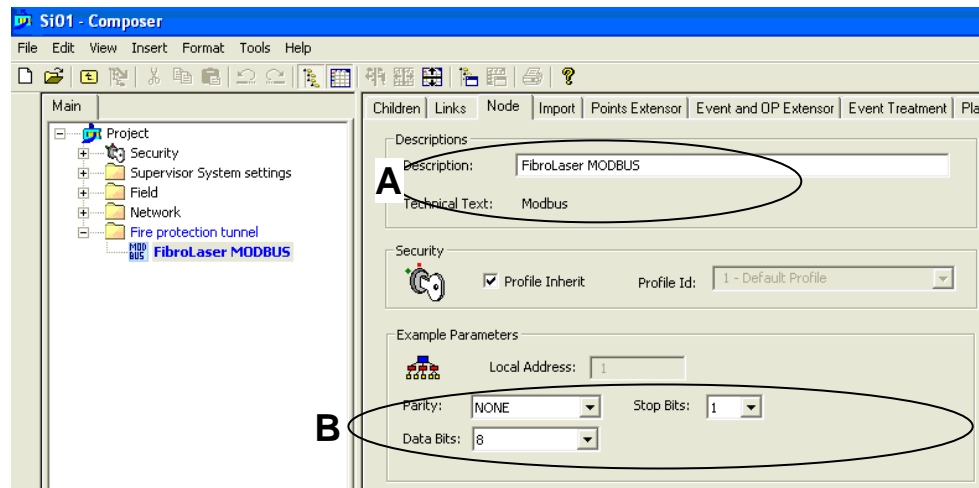 SiO1 - Composer
File Edit View Insert Format Tools Help
Main
Project
Security
Supervisor System settings
Field
Network
Fire protection tunnel
MOD BUS FibroLaser MODBUS
Children Links Node Import Points Extensor Event and OP Extensor Event Treatment Pla
Descriptions
A
Description: FibroLaser MODBUS
Technical Text: Modbus
Security
Profile Inherit Profile Id: 1 - Default Profile
Example Parameters
Local Address: 1
B
Parity: NONE Stop Bits: 1
Data Bits: 8